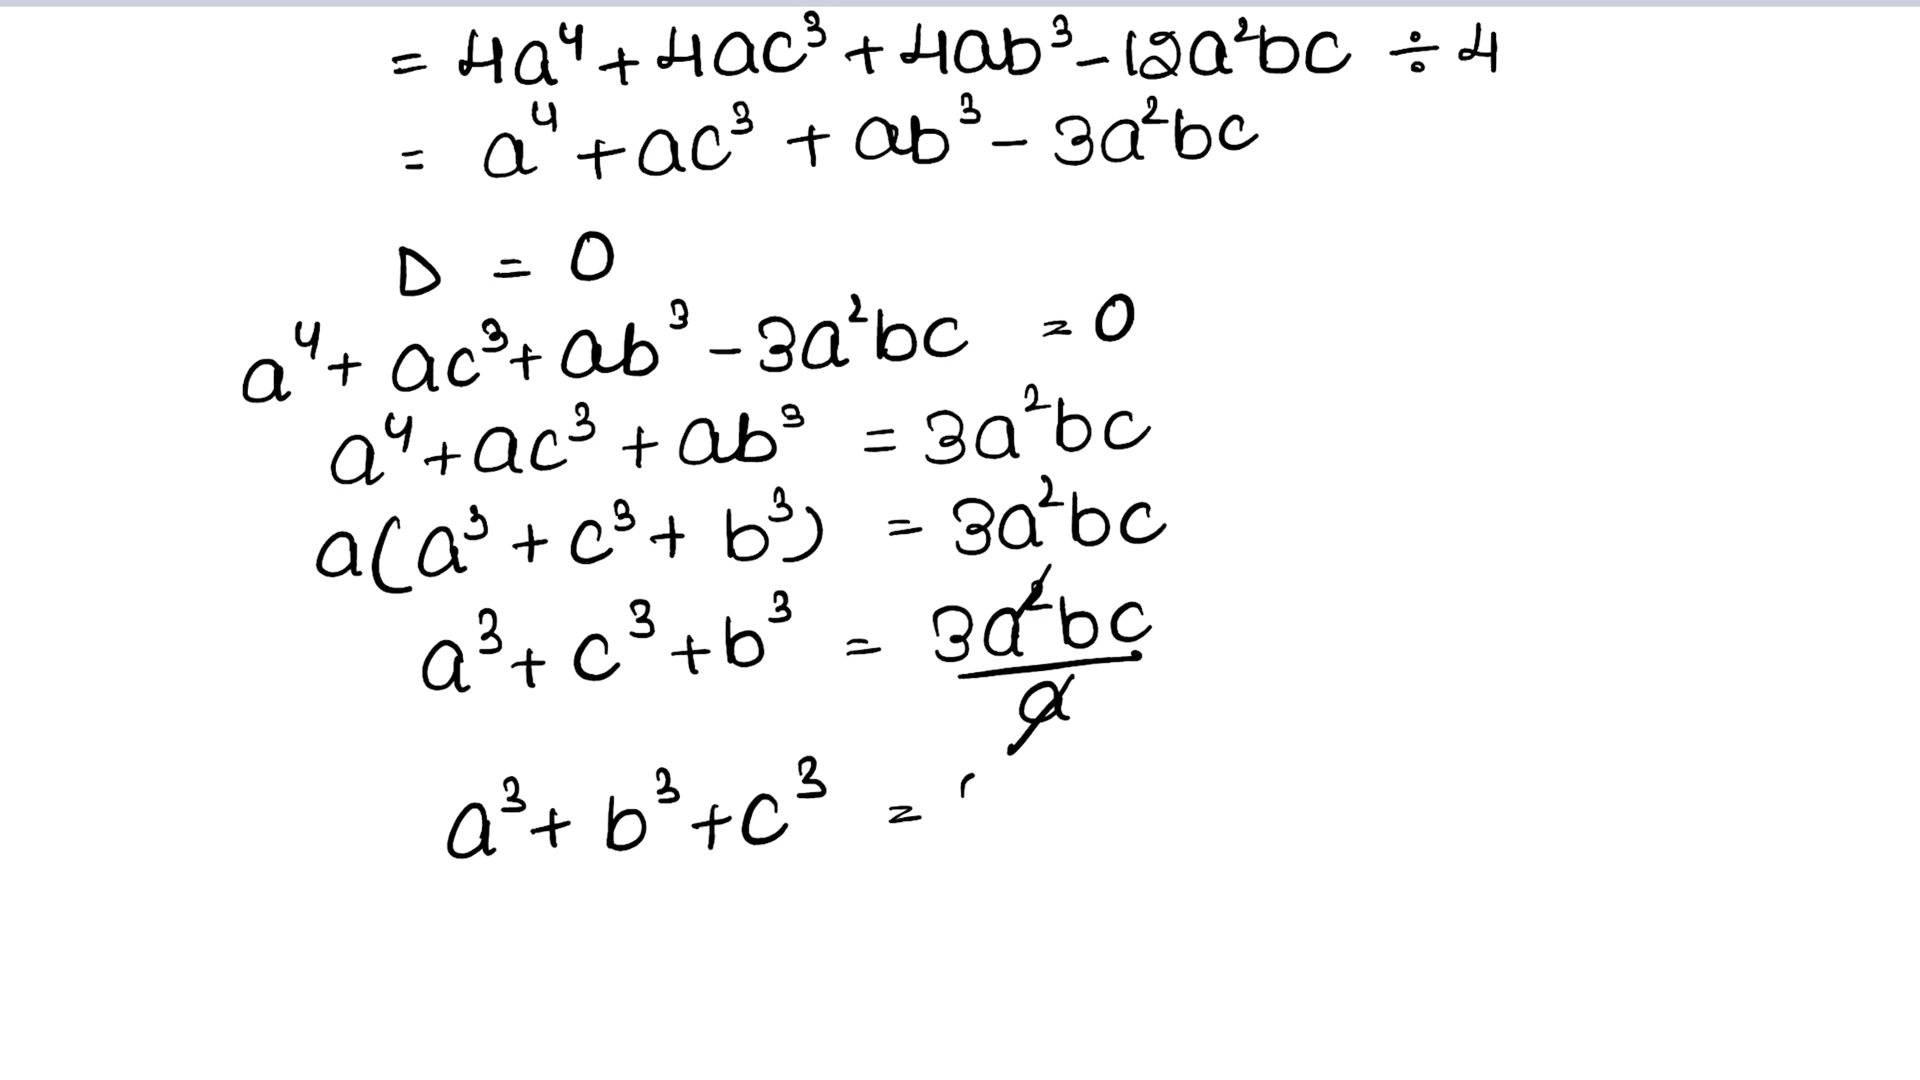 = 4a⁴ + 4ac³ + 4ab³ - 12a²bc ÷ 4
= a⁴ + ac³ + ab³ - 3a²bc
D = 0
a⁴ + ac³ + ab³ - 3a²bc = 0
a⁴ + ac³ + ab³ = 3a²bc
a(a³ + c³ + b³) = 3a²bc
a³ + c³ + b³ = 3a²bc
a
a³ + b³ + c³ =